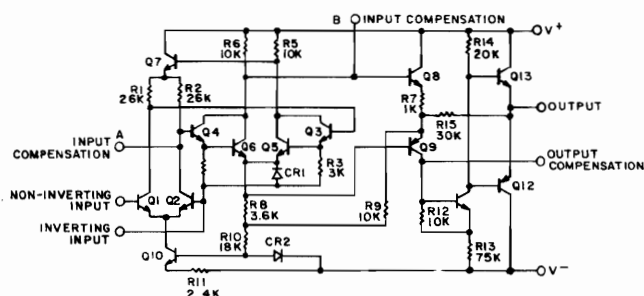 B
INPUT COMPENSATION
V+
R6
10K
R5
10K
R14
20K
Q7
Q8
Q13
R1
26K
R2
26K
R7
1K
OUTPUT
Q4
Q3
R15
30K
INPUT A
COMPENSATION
Q6
Q5
Q9
R3
3K
CR1
OUTPUT
COMPENSATION
NON-INVERTING
INPUT
Q1
Q2
Q12
R8
3.6K
R9
10K
R12
10K
INVERTING
INPUT
R10
18K
CR2
R13
75K
Q10
V-
R11
2.4K